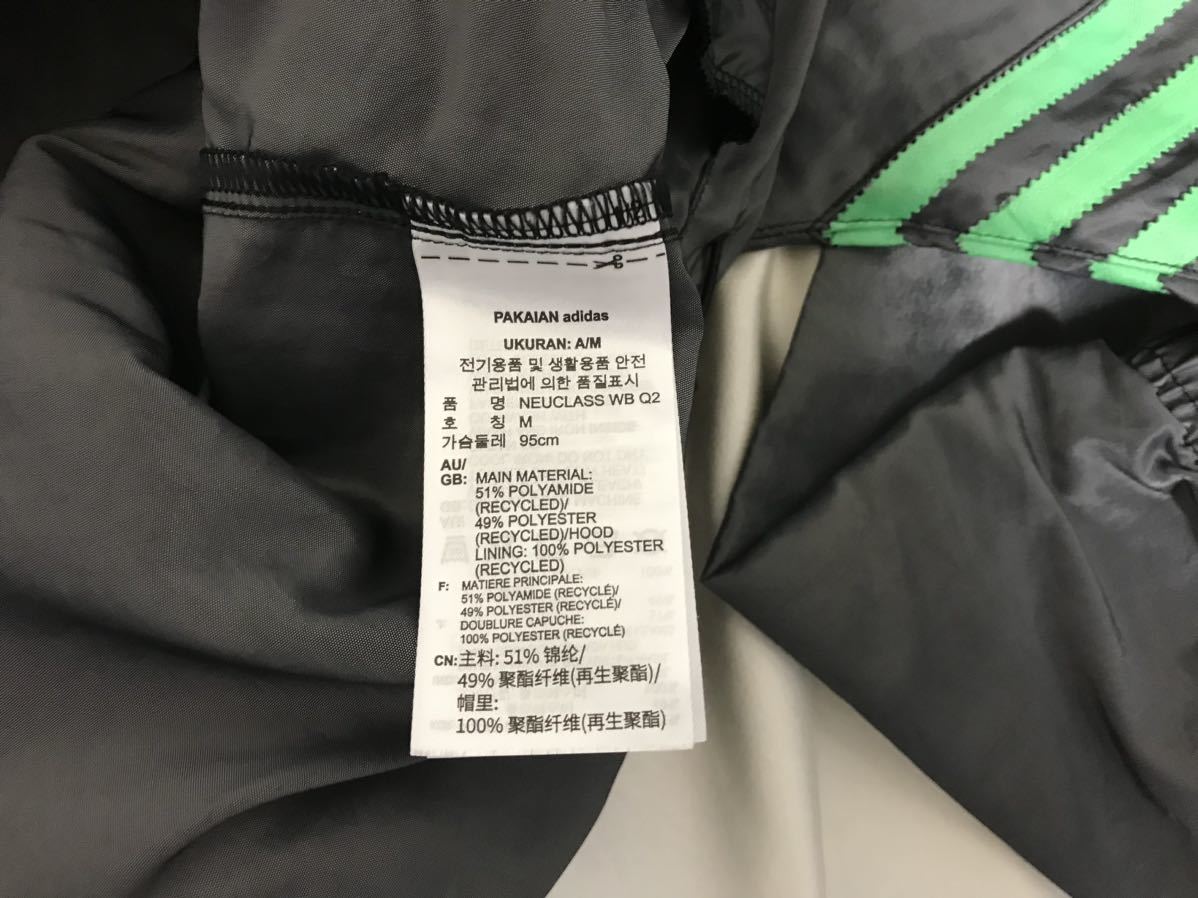 PAKAIAN adidas
UKURAN: A/M
전기용품 및 생활용품 안전
관리법에 의한 품질표시
품 명 NEUCLASS WB Q2
호 칭 M
가슴둘레 95cm
AU/
GB: MAIN MATERIAL:
51% POLYAMIDE
(RECYCLED)/
49% POLYESTER
(RECYCLED)/HOOD
LINING: 100% POLYESTER
(RECYCLED)
F: MATIERE PRINCIPALE:
51% POLYAMIDE (RECYCLÉ)/
49% POLYESTER (RECYCLÉ)/
DOUBLURE CAPUCHE:
100% POLYESTER (RECYCLÉ)
CN: 主料: 51% 锦纶/
49% 聚酯纤维(再生聚酯)/
帽里:
100% 聚酯纤维(再生聚酯)